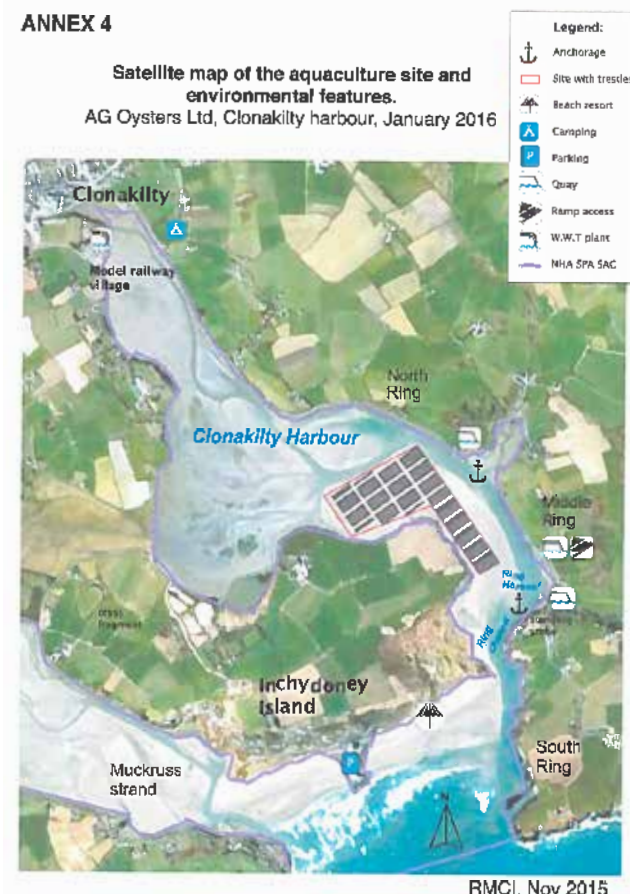 ANNEX 4
Satellite map of the aquaculture site and
environmental features.
AG Oysters Ltd, Clonakilty harbour, January 2016
Legend:
Anchorage
Site with trestles
Beach resort
Camping
P
Parking
Quay
Ramp access
W.W.T plant
NHA SPA SAC
Clonakilty
Model railway
village
North
Ring
Clonakilty Harbour
Middle
Ring
Ring
Harbour
Ring
Inchydoney
Island
P
South
Ring
Muckruss
strand
N
RMCI, Nov 2015